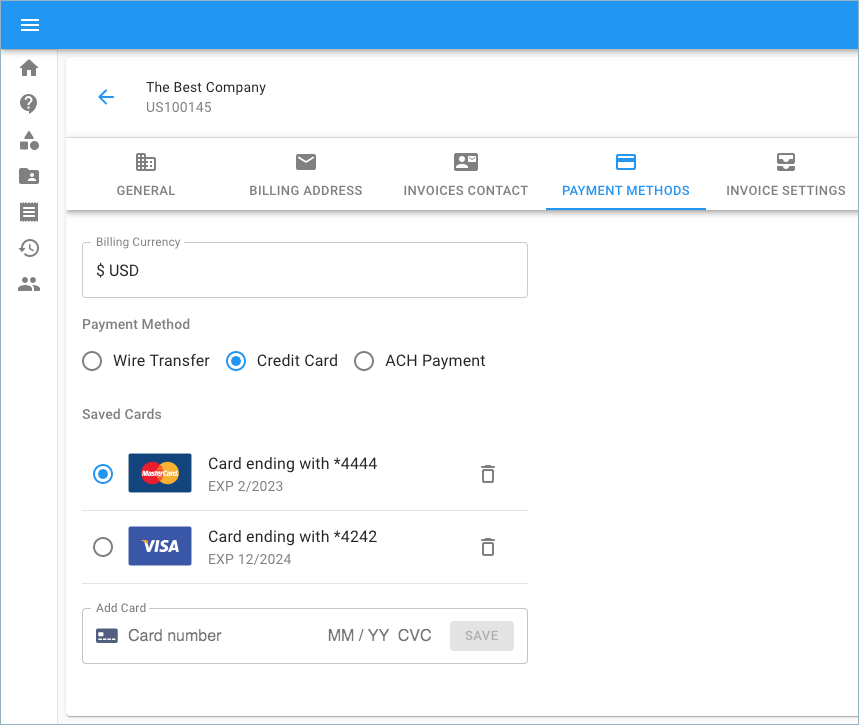 The Best Company
US100145
GENERAL
BILLING ADDRESS
INVOICES CONTACT
PAYMENT METHODS
INVOICE SETTINGS
Billing Currency
$ USD
Payment Method
Wire Transfer
Credit Card
ACH Payment
Saved Cards
MasterCard
Card ending with *4444
EXP 2/2023
VISA
Card ending with *4242
EXP 12/2024
Add Card
Card number MM / YY CVC SAVE